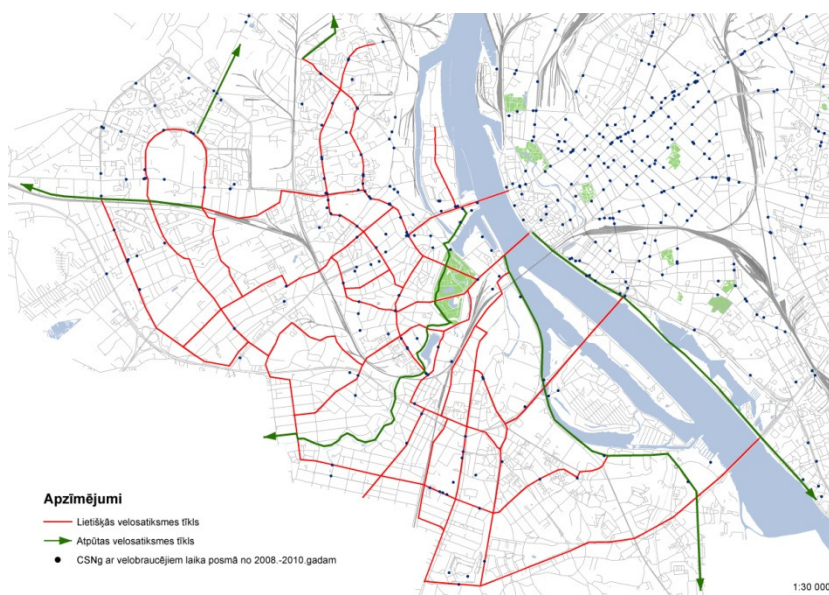 Apzīmējumi
Lietišķās velosatiksmes tīkls
Atpūtas velosatiksmes tīkls
CSNg ar velobraucējiem laika posmā no 2008.-2010.gadam
1:30 000